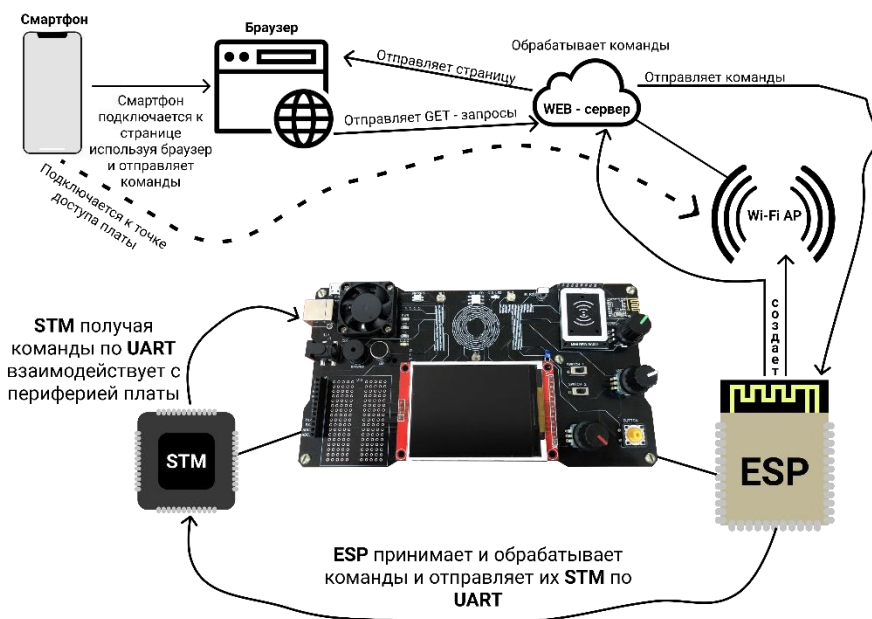 Смартфон
Браузер
Обрабатывает команды
Отправляет страницу
Отправляет команды
WEB - сервер
Смартфон
подключается к
странице
используя браузер
и отправляет
команды
Отправляет GET - запросы
Подключается к точке
доступа платы
Wi-Fi AP
создает
STM получая
команды по UART
взаимодействует с
периферией платы
STM
ESP
ESP принимает и обрабатывает
команды и отправляет их STM по
UART